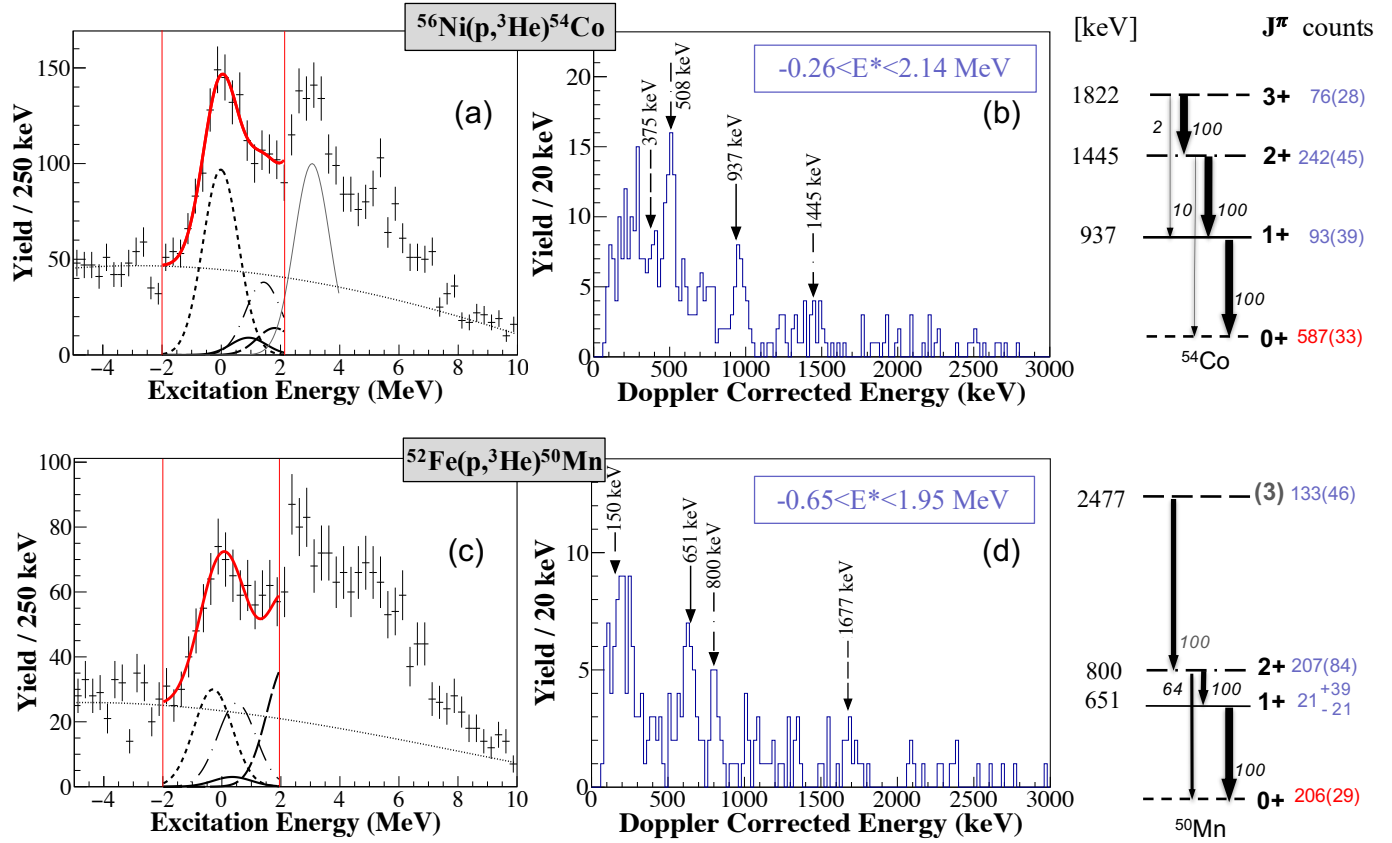 ⁵⁶Ni(p,³He)⁵⁴Co
(a)
Yield / 250 keV
150
100
50
0
−4 −2 0 2 4 6 8 10
Excitation Energy (MeV)
-0.26<E*<2.14 MeV
(b)
Yield / 20 keV
20
15
10
5
0
375 keV
508 keV
937 keV
1445 keV
0 500 1000 1500 2000 2500 3000
Doppler Corrected Energy (keV)
[keV] Jπ counts
1822 3+ 76(28)
2 100
1445 2+ 242(45)
10 100
937 1+ 93(39)
100
0+ 587(33)
⁵⁴Co
⁵²Fe(p,³He)⁵⁰Mn
(c)
Yield / 250 keV
100
80
60
40
20
0
−4 −2 0 2 4 6 8 10
Excitation Energy (MeV)
-0.65<E*<1.95 MeV
(d)
Yield / 20 keV
10
5
0
150 keV
651 keV
800 keV
1677 keV
0 500 1000 1500 2000 2500 3000
Doppler Corrected Energy (keV)
2477 (3) 133(46)
100
800 2+ 207(84)
64 100
651 1+ 21 +39 -21
100
0+ 206(29)
⁵⁰Mn